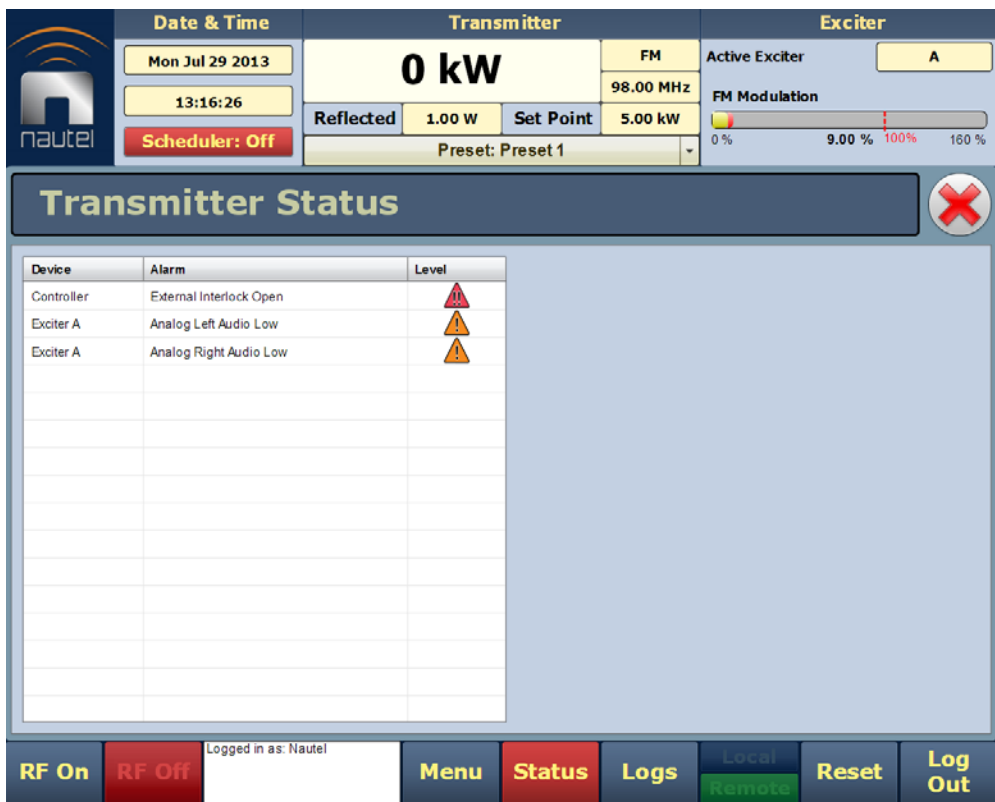 Date & Time
Transmitter
Exciter
nautel
Mon Jul 29 2013
13:16:26
Scheduler: Off
0 kW
FM
98.00 MHz
Reflected 1.00 W Set Point 5.00 kW
Preset: Preset 1
Active Exciter A
FM Modulation
0 % 9.00 % 100% 160 %
Transmitter Status
Device Alarm Level
Controller External Interlock Open !!
Exciter A Analog Left Audio Low !
Exciter A Analog Right Audio Low !
RF On
RF Off
Logged in as: Nautel
Menu
Status
Logs
Local
Remote
Reset
Log
Out